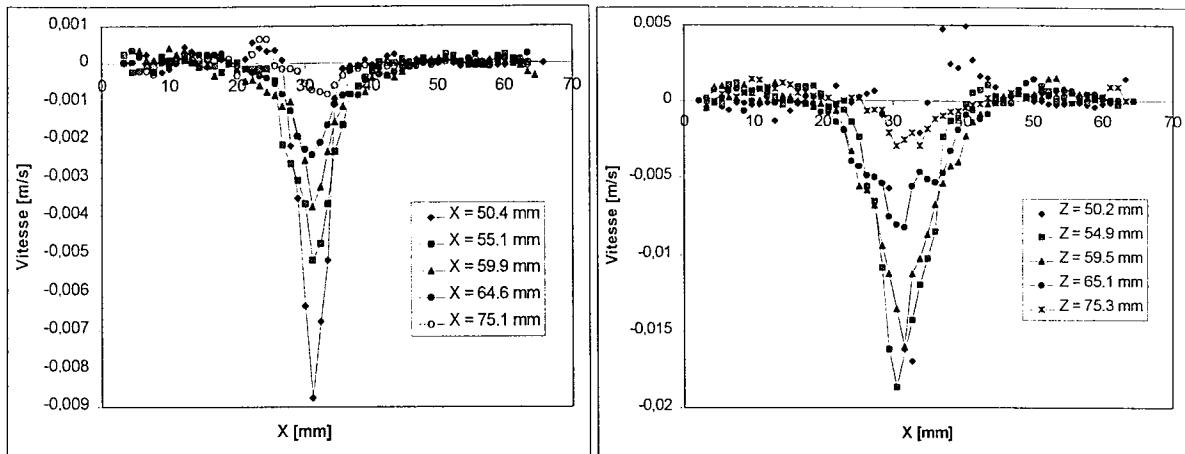 0,001
0
-0,001
-0,002
-0,003
-0,004
-0,005
-0,006
-0,007
-0,008
-0,009
0 10 20 30 40 50 60 70
Vitesse [m/s]
X [mm]
X = 50.4 mm
X = 55.1 mm
X = 59.9 mm
X = 64.6 mm
X = 75.1 mm
0,005
0
-0,005
-0,01
-0,015
-0,02
0 10 20 30 40 50 60 70
Vitesse [m/s]
X [mm]
Z = 50.2 mm
Z = 54.9 mm
Z = 59.5 mm
Z = 65.1 mm
Z = 75.3 mm